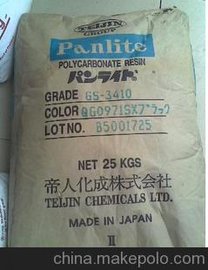 TEIJIN
GROUP
Panlite
POLYCARBONATE RESIN
パンライト
GRADE GS-3410
COLOR QG0971SXブラック
LOT NO. B5001725
NET 25 KGS
帝人化成株式会社
TEIJIN CHEMICALS LTD.
MADE IN JAPAN
II
china.makepolo.com